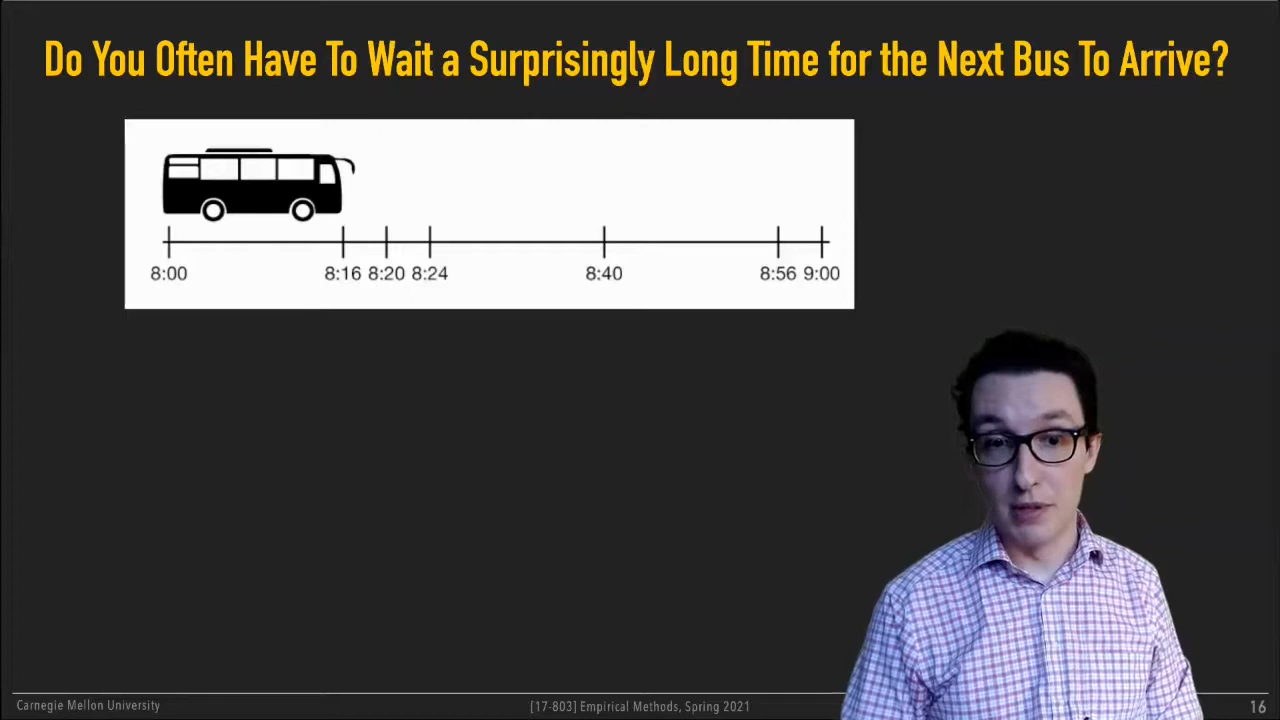 Do You Often Have To Wait a Surprisingly Long Time for the Next Bus To Arrive?
8:00 8:16 8:20 8:24 8:40 8:56 9:00
Carnegie Mellon University [17-803] Empirical Methods, Spring 2021 16